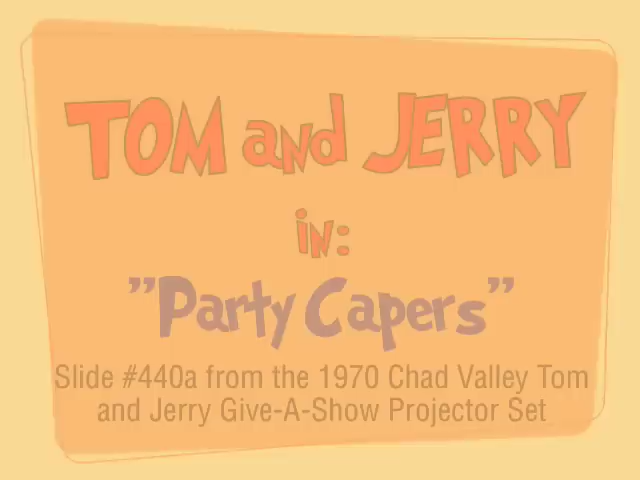 TOM and JERRY
in:
"Party Capers"
Slide #440a from the 1970 Chad Valley Tom
and Jerry Give-A-Show Projector Set